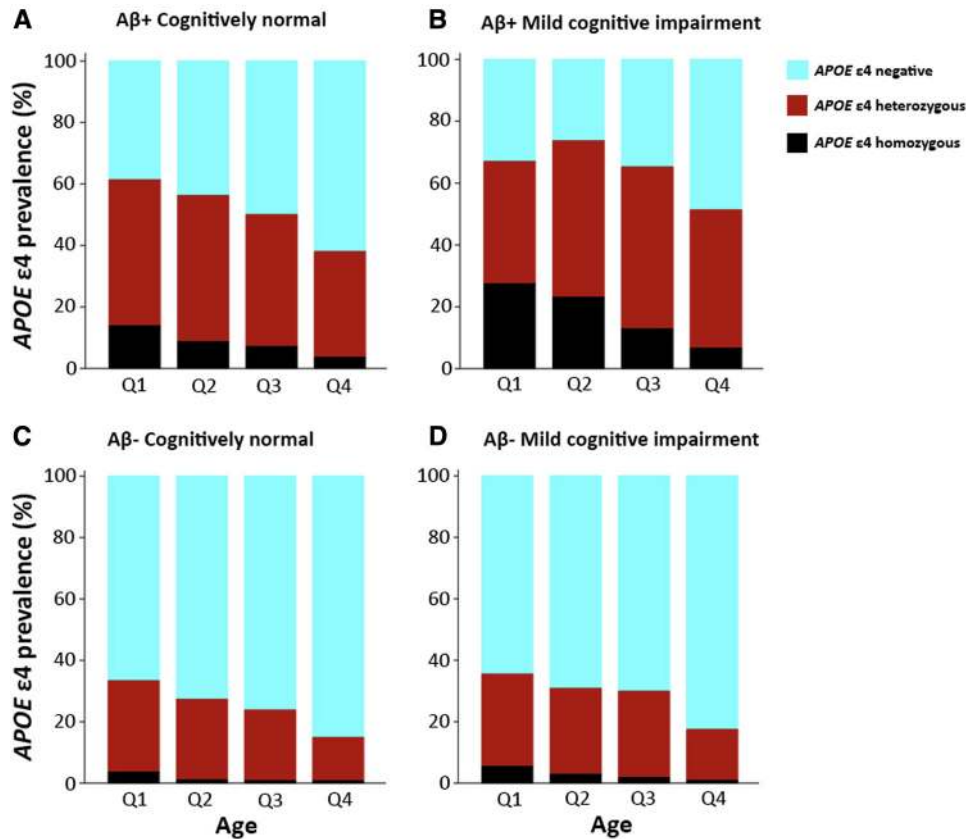 A
Aβ+ Cognitively normal
B
Aβ+ Mild cognitive impairment
APOE ε4 negative
APOE ε4 heterozygous
APOE ε4 homozygous
APOE ε4 prevalence (%)
100
80
60
40
20
0
Q1 Q2 Q3 Q4
100
80
60
40
20
0
Q1 Q2 Q3 Q4
C
Aβ- Cognitively normal
D
Aβ- Mild cognitive impairment
APOE ε4 prevalence (%)
100
80
60
40
20
0
Q1 Q2 Q3 Q4
Age
100
80
60
40
20
0
Q1 Q2 Q3 Q4
Age